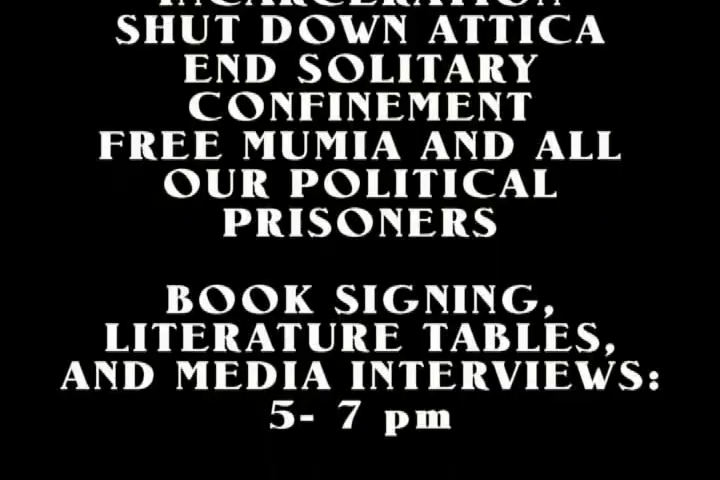 INCARCERATION
SHUT DOWN ATTICA
END SOLITARY
CONFINEMENT
FREE MUMIA AND ALL
OUR POLITICAL
PRISONERS
BOOK SIGNING,
LITERATURE TABLES,
AND MEDIA INTERVIEWS:
5- 7 pm